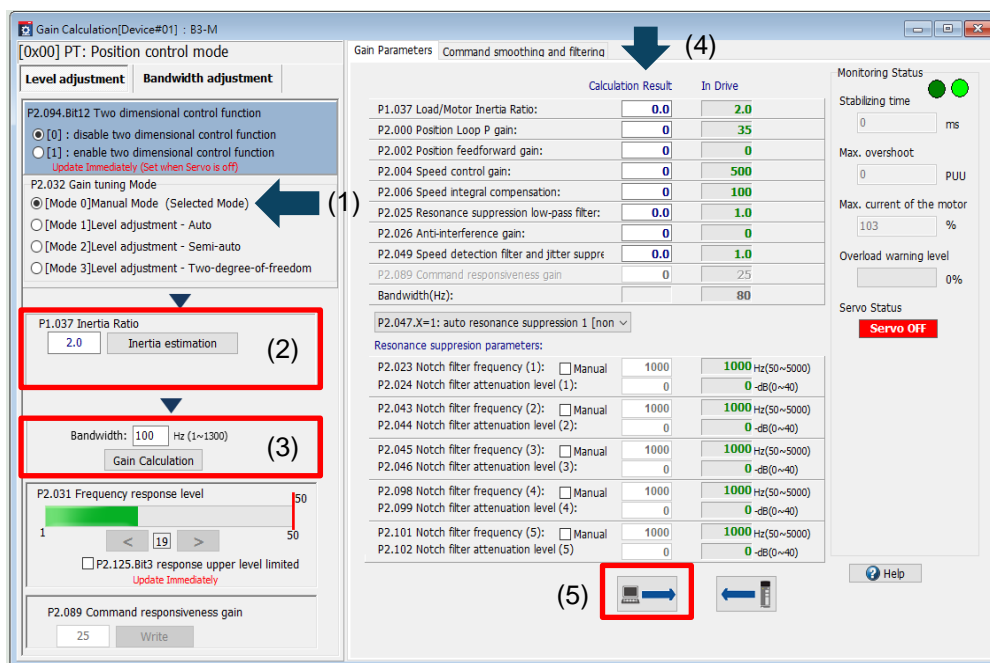 Gain Calculation[Device#01] : B3-M
[0x00] PT: Position control mode
Level adjustment Bandwidth adjustment
P2.094.Bit12 Two dimensional control function
[0] : disable two dimensional control function
[1] : enable two dimensional control function
Update Immediately (Set when Servo is off)
P2.032 Gain tuning Mode
[Mode 0]Manual Mode (Selected Mode)
(1)
[Mode 1]Level adjustment - Auto
[Mode 2]Level adjustment - Semi-auto
[Mode 3]Level adjustment - Two-degree-of-freedom
P1.037 Inertia Ratio
2.0 Inertia estimation
(2)
Bandwidth: 100 Hz (1~1300)
Gain Calculation
(3)
P2.031 Frequency response level
50
1 50
< 19 >
P2.125.Bit3 response upper level limited
Update Immediately
P2.089 Command responsiveness gain
25 Write
Gain Parameters Command smoothing and filtering
(4)
Calculation Result In Drive
P1.037 Load/Motor Inertia Ratio: 0.0 2.0
P2.000 Position Loop P gain: 0 35
P2.002 Position feedforward gain: 0 0
P2.004 Speed control gain: 0 500
P2.006 Speed integral compensation: 0 100
P2.025 Resonance suppression low-pass filter: 0.0 1.0
P2.026 Anti-interference gain: 0 0
P2.049 Speed detection filter and jitter suppre 0.0 1.0
P2.089 Command responsiveness gain 0 25
Bandwidth(Hz): 80
P2.047.X=1: auto resonance suppression 1 [non
Resonance suppresion parameters:
P2.023 Notch filter frequency (1): Manual 1000 1000 Hz(50~5000)
P2.024 Notch filter attenuation level (1): 0 0 -dB(0~40)
P2.043 Notch filter frequency (2): Manual 1000 1000 Hz(50~5000)
P2.044 Notch filter attenuation level (2): 0 0 -dB(0~40)
P2.045 Notch filter frequency (3): Manual 1000 1000 Hz(50~5000)
P2.046 Notch filter attenuation level (3): 0 0 -dB(0~40)
P2.098 Notch filter frequency (4): Manual 1000 1000 Hz(50~5000)
P2.099 Notch filter attenuation level (4): 0 0 -dB(0~40)
P2.101 Notch filter frequency (5): Manual 1000 1000 Hz(50~5000)
P2.102 Notch filter attenuation level (5) 0 0 -dB(0~40)
(5)
Monitoring Status
Stabilizing time
0 ms
Max. overshoot
0 PUU
Max. current of the motor
103 %
Overload warning level
0%
Servo Status
Servo OFF
Help